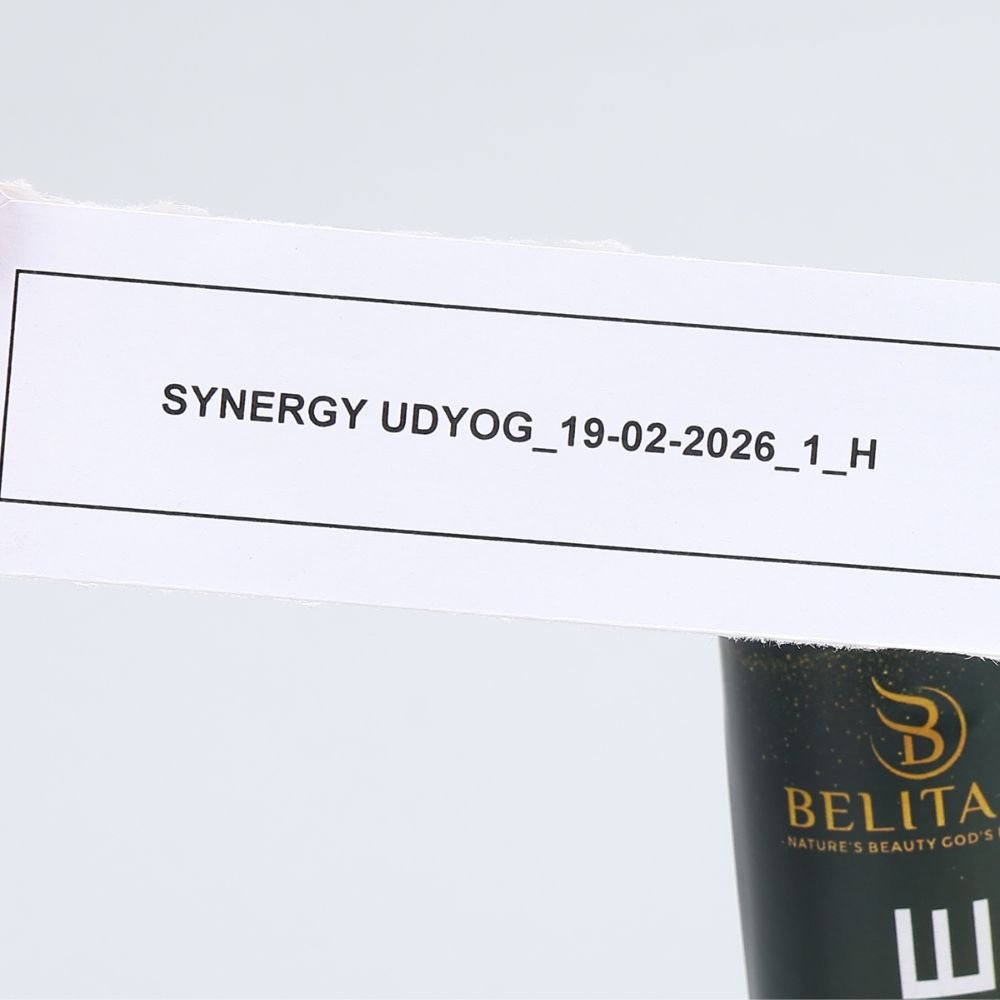 SYNERGY UDYOG_19-02-2026_1_H
BELITA
NATURE'S BEAUTY GOD'S
E